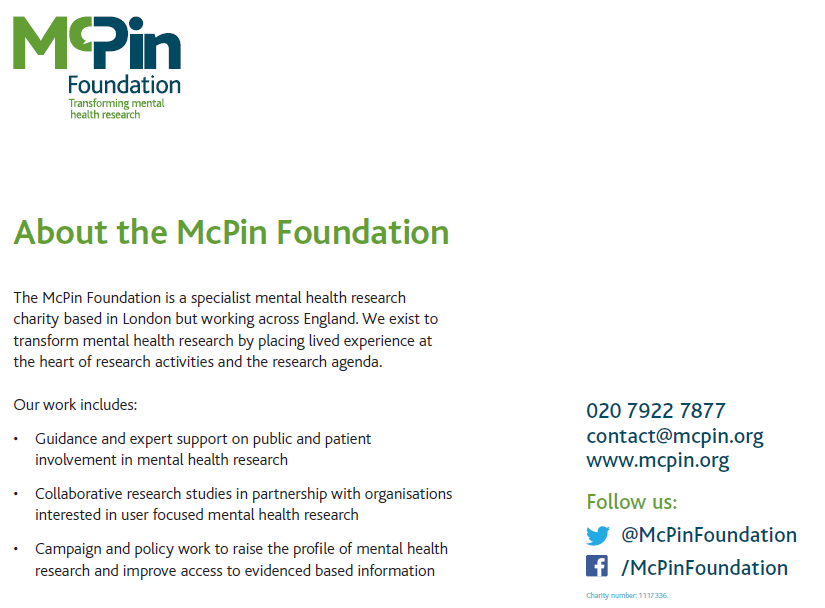 McPin
Foundation
Transforming mental
health research
About the McPin Foundation
The McPin Foundation is a specialist mental health research
charity based in London but working across England. We exist to
transform mental health research by placing lived experience at
the heart of research activities and the research agenda.
Our work includes:
• Guidance and expert support on public and patient
involvement in mental health research
• Collaborative research studies in partnership with organisations
interested in user focused mental health research
• Campaign and policy work to raise the profile of mental health
research and improve access to evidenced based information
020 7922 7877
contact@mcpin.org
www.mcpin.org
Follow us:
@McPinFoundation
/McPinFoundation
Charity number: 1117336.